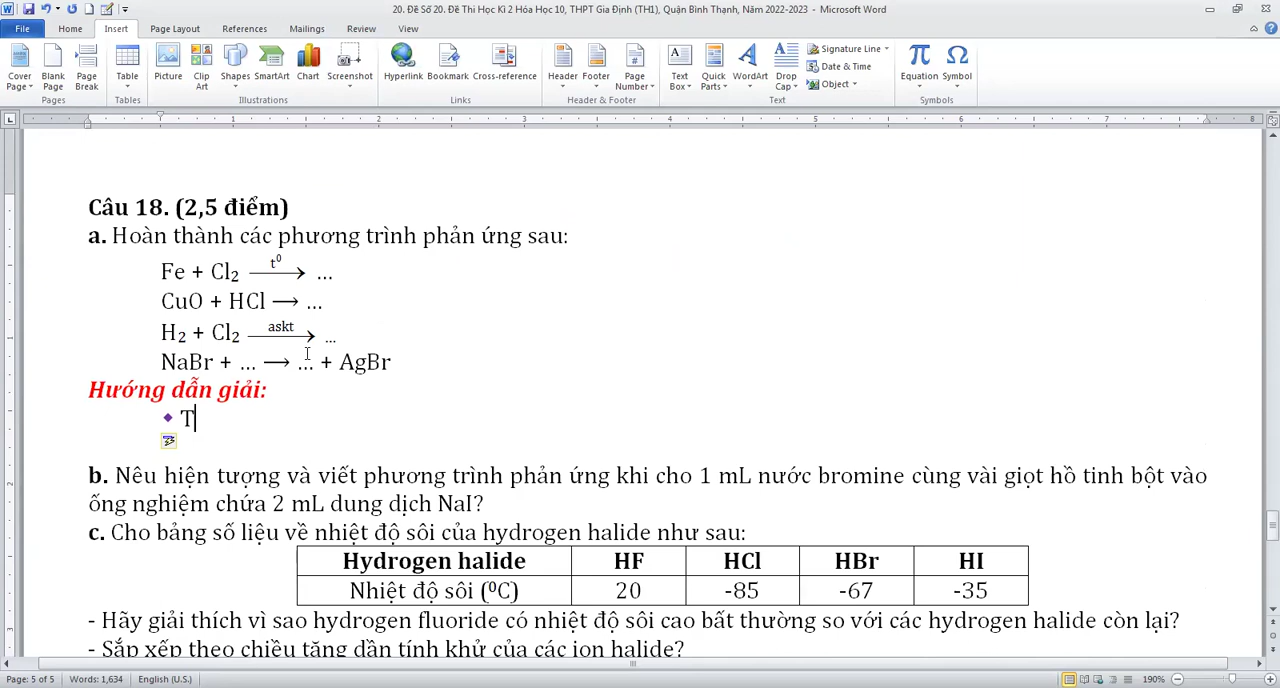 20. Đề Số 20. Đề Thi Học Kì 2 Hóa Học 10, THPT Gia Định (TH1), Quận Bình Thạnh, Năm 2022-2023 - Microsoft Word
File Home Insert Page Layout References Mailings Review View
Cover Page Blank Page Page Break Table Picture Clip Art Shapes SmartArt Chart Screenshot Hyperlink Bookmark Cross-reference Header Footer Page Number Text Box Quick Parts WordArt Drop Cap Signature Line Date & Time Object Equation Symbol
Pages Tables Illustrations Links Header & Footer Text Symbols
1 2 3 4 5 6 7 8
Câu 18. (2,5 điểm)
a. Hoàn thành các phương trình phản ứng sau:
Fe + Cl₂ —t⁰→ ...
CuO + HCl ⟶ ...
H₂ + Cl₂ —askt→ ...
NaBr + ... ⟶ ... + AgBr
Hướng dẫn giải:
◆ T
b. Nêu hiện tượng và viết phương trình phản ứng khi cho 1 mL nước bromine cùng vài giọt hồ tinh bột vào
ống nghiệm chứa 2 mL dung dịch NaI?
c. Cho bảng số liệu về nhiệt độ sôi của hydrogen halide như sau:
Hydrogen halide HF HCl HBr HI
Nhiệt độ sôi (⁰C) 20 -85 -67 -35
- Hãy giải thích vì sao hydrogen fluoride có nhiệt độ sôi cao bất thường so với các hydrogen halide còn lại?
- Sắp xếp theo chiều tăng dần tính khử của các ion halide?
Page: 5 of 5 Words: 1,634 English (U.S.) 190%